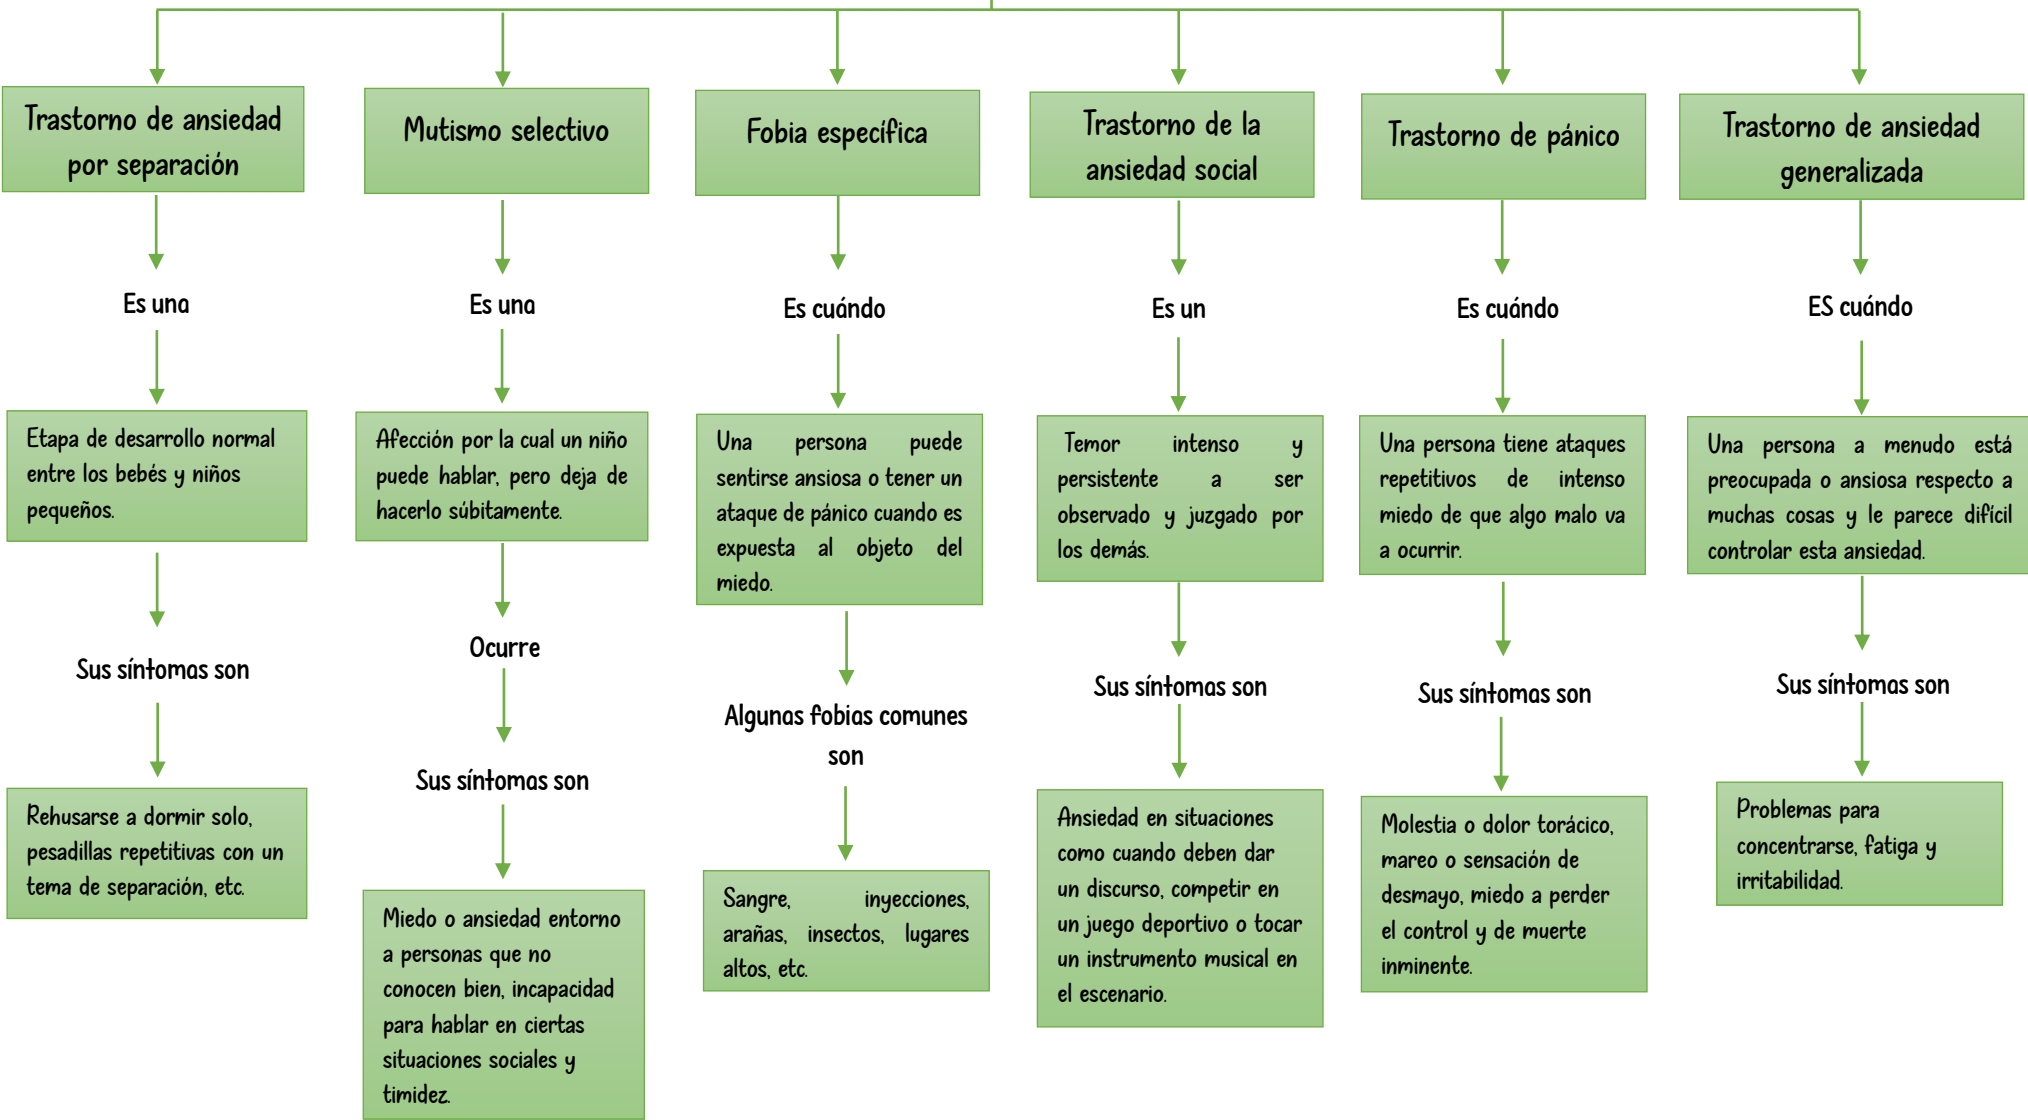 Trastorno de ansiedad
por separación
Es una
Etapa de desarrollo normal
entre los bebés y niños
pequeños.
Sus síntomas son
Rehusarse a dormir solo,
pesadillas repetitivas con un
tema de separación, etc.
Mutismo selectivo
Es una
Afección por la cual un niño
puede hablar, pero deja de
hacerlo súbitamente.
Ocurre
Sus síntomas son
Miedo o ansiedad entorno
a personas que no
conocen bien, incapacidad
para hablar en ciertas
situaciones sociales y
timidez.
Fobia específica
Es cuándo
Una persona puede
sentirse ansiosa o tener un
ataque de pánico cuando es
expuesta al objeto del
miedo.
Algunas fobias comunes
son
Sangre, inyecciones,
arañas, insectos, lugares
altos, etc.
Trastorno de la
ansiedad social
Es un
Temor intenso y
persistente a ser
observado y juzgado por
los demás.
Sus síntomas son
Ansiedad en situaciones
como cuando deben dar
un discurso, competir en
un juego deportivo o tocar
un instrumento musical en
el escenario.
Trastorno de pánico
Es cuándo
Una persona tiene ataques
repetitivos de intenso
miedo de que algo malo va
a ocurrir.
Sus síntomas son
Molestia o dolor torácico,
mareo o sensación de
desmayo, miedo a perder
el control y de muerte
inminente.
Trastorno de ansiedad
generalizada
ES cuándo
Una persona a menudo está
preocupada o ansiosa respecto a
muchas cosas y le parece difícil
controlar esta ansiedad.
Sus síntomas son
Problemas para
concentrarse, fatiga y
irritabilidad.